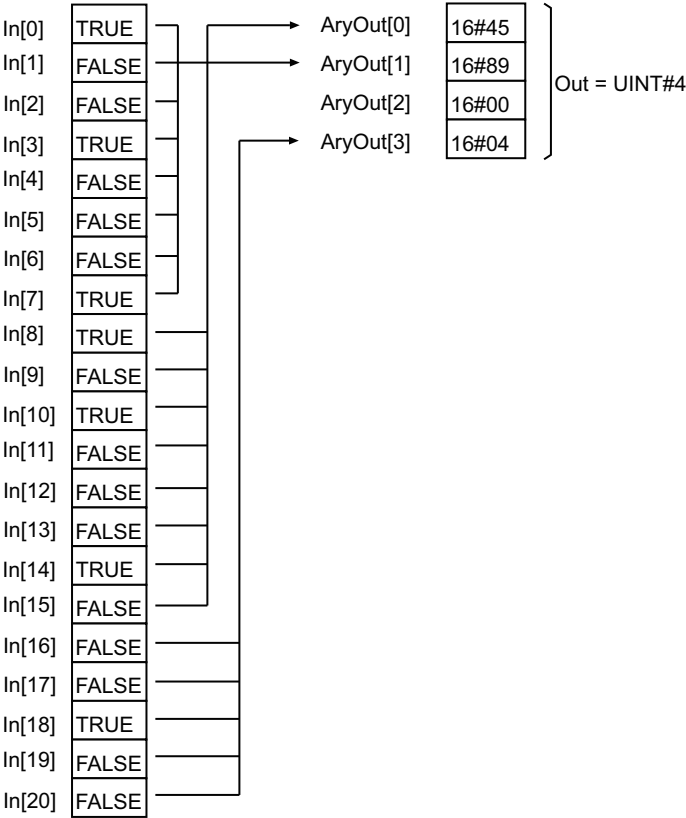 In[0] TRUE AryOut[0] 16#45
In[1] FALSE AryOut[1] 16#89
Out = UINT#4
In[2] FALSE AryOut[2] 16#00
In[3] TRUE AryOut[3] 16#04
In[4] FALSE
In[5] FALSE
In[6] FALSE
In[7] TRUE
In[8] TRUE
In[9] FALSE
In[10] TRUE
In[11] FALSE
In[12] FALSE
In[13] FALSE
In[14] TRUE
In[15] FALSE
In[16] FALSE
In[17] FALSE
In[18] TRUE
In[19] FALSE
In[20] FALSE